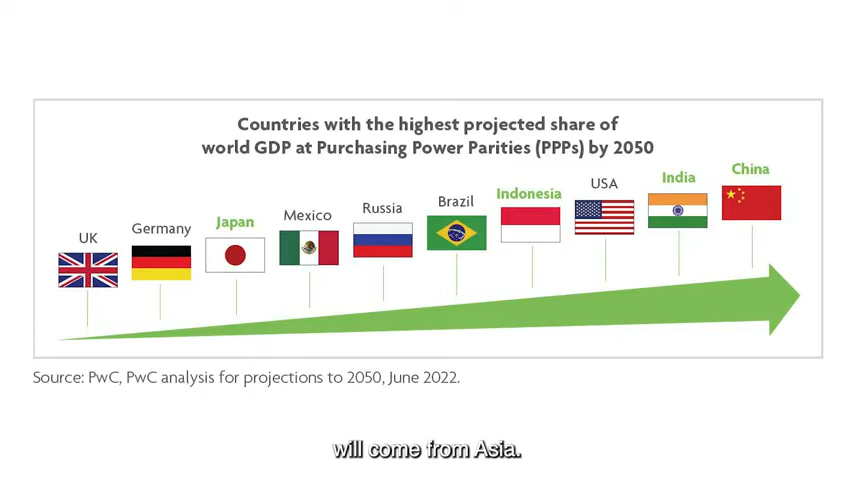 Countries with the highest projected share of
world GDP at Purchasing Power Parities (PPPs) by 2050
UK
Germany
Japan
Mexico
Russia
Brazil
Indonesia
USA
India
China
Source: PwC, PwC analysis for projections to 2050, June 2022.
will come from Asia.